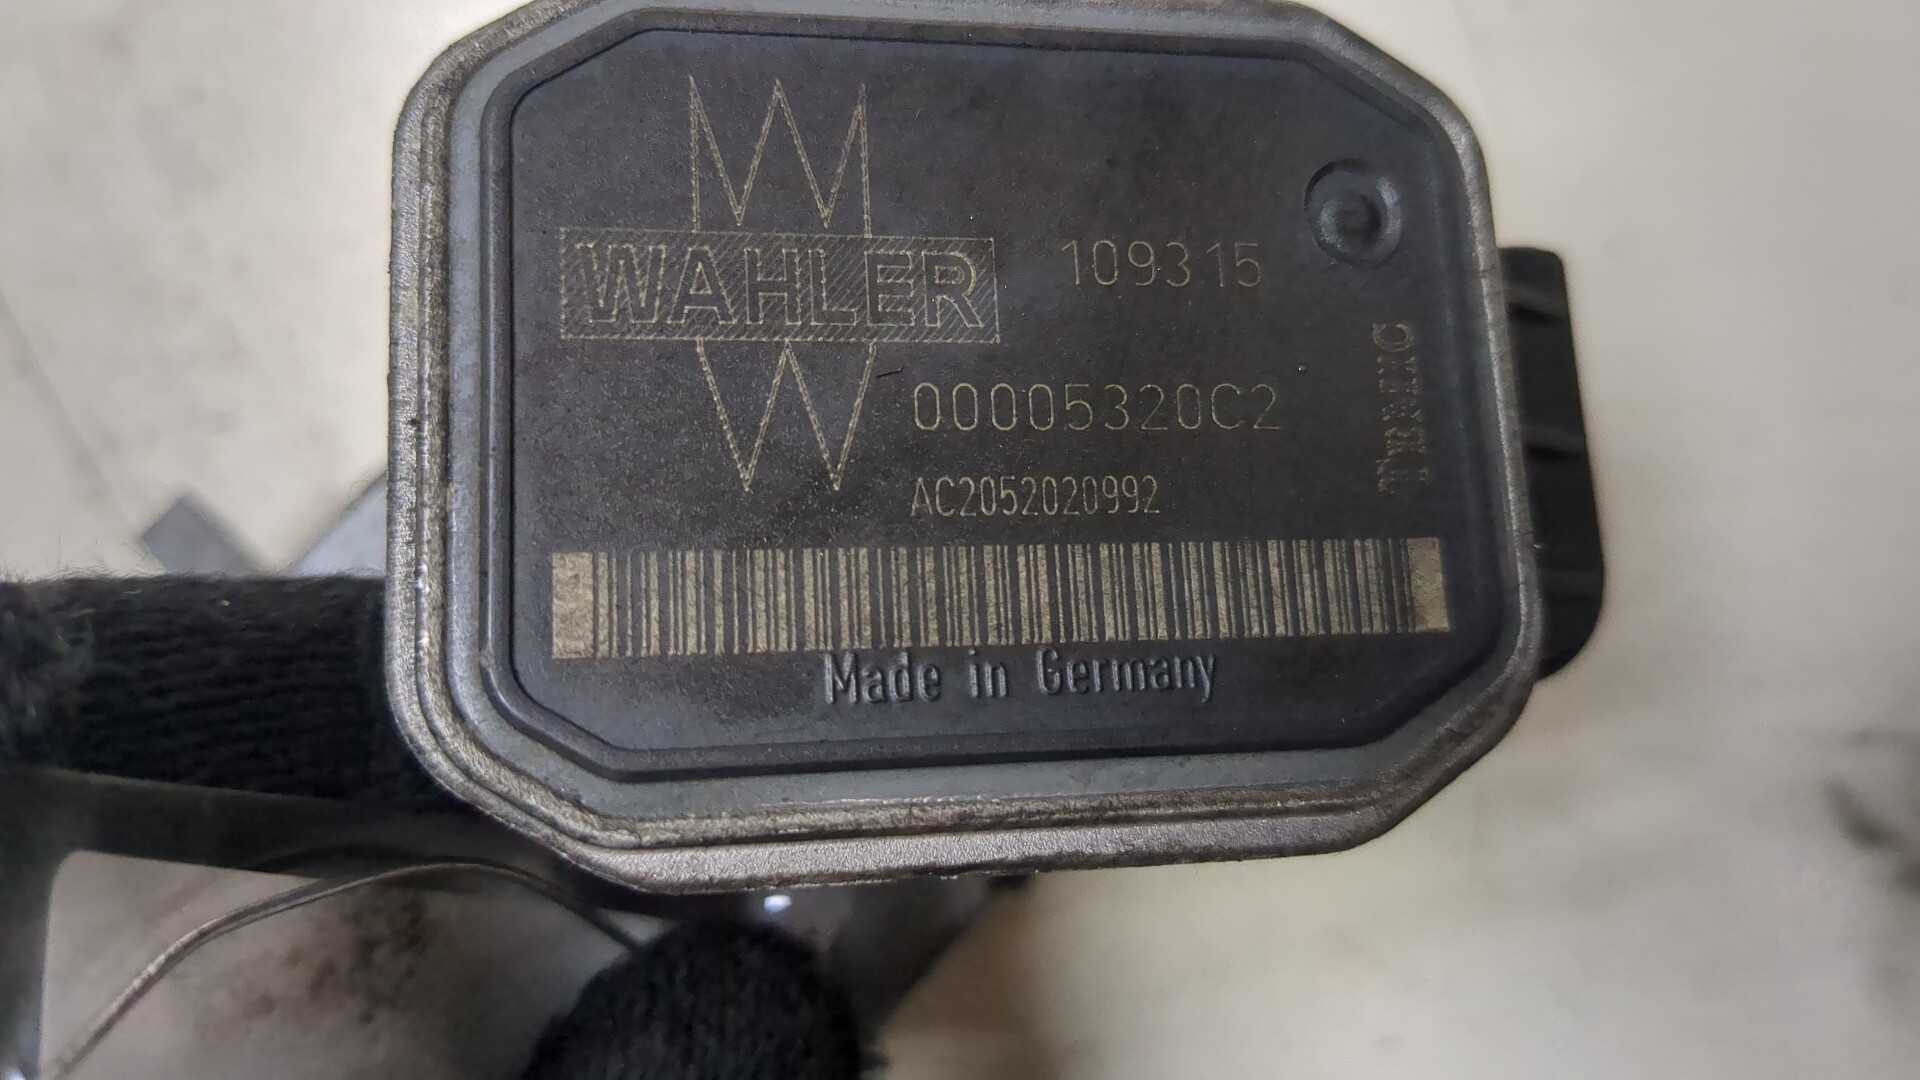 WAHLER
109315
00005320C2
AC2052020992
Made in Germany